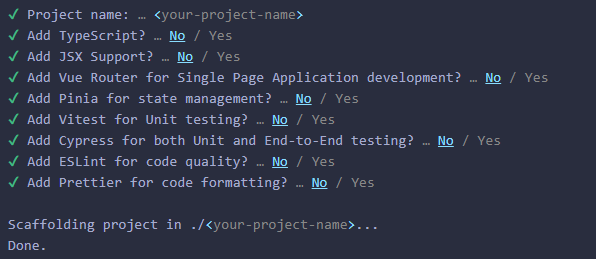 ✔ Project name: … <your-project-name>
✔ Add TypeScript? … No / Yes
✔ Add JSX Support? … No / Yes
✔ Add Vue Router for Single Page Application development? … No / Yes
✔ Add Pinia for state management? … No / Yes
✔ Add Vitest for Unit testing? … No / Yes
✔ Add Cypress for both Unit and End-to-End testing? … No / Yes
✔ Add ESLint for code quality? … No / Yes
✔ Add Prettier for code formatting? … No / Yes
Scaffolding project in ./<your-project-name>...
Done.